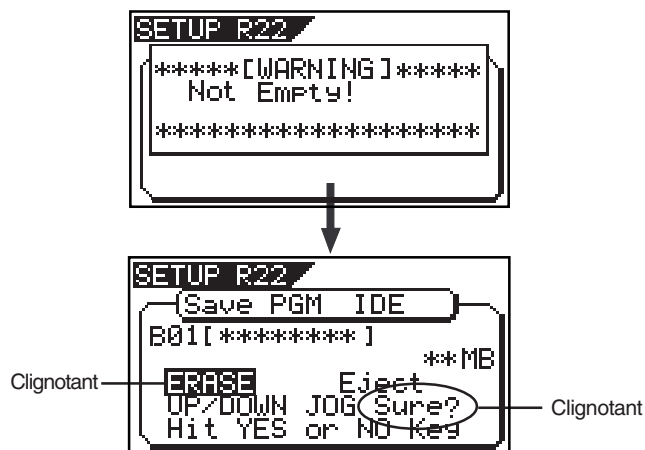 SETUP R22
*****[WARNING]*****
Not Empty!
*******************
SETUP R22
Save PGM IDE
B01[******** ]
**MB
Clignotant
ERASE Eject
UP/DOWN JOG Sure?
Clignotant
Hit YES or NO Key